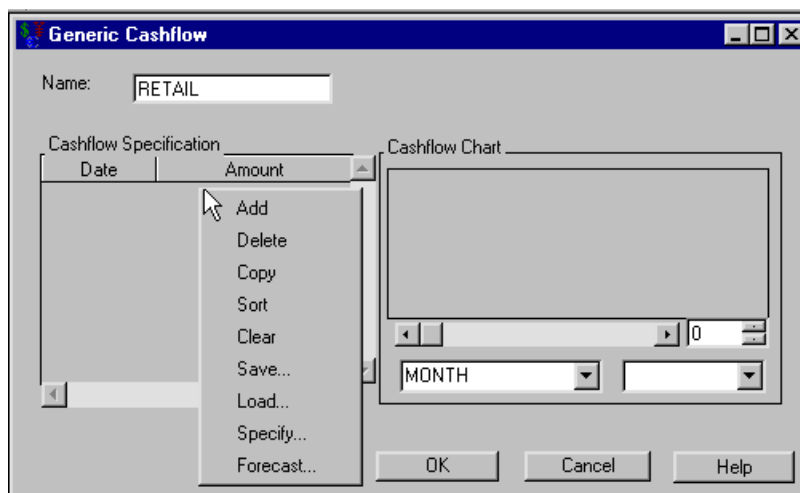 Generic Cashflow
Name: RETAIL
Cashflow Specification
Date Amount
Add
Delete
Copy
Sort
Clear
Save...
Load...
Specify...
Forecast...
Cashflow Chart
0
MONTH
OK Cancel Help